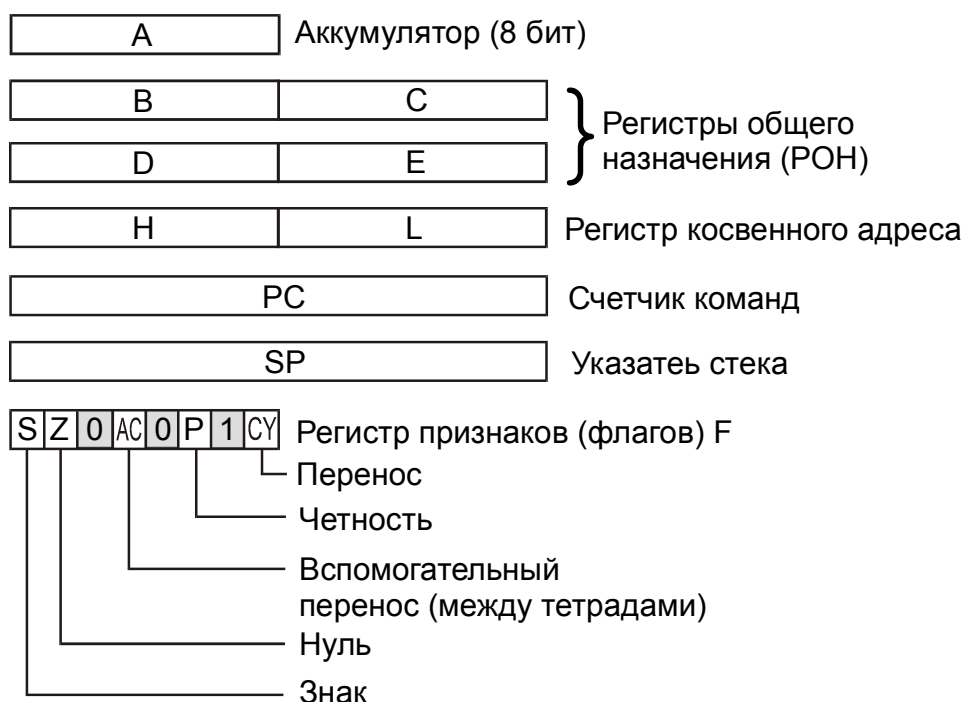 A Аккумулятор (8 бит)
B C
Регистры общего
назначения (РОН)
D E
H L Регистр косвенного адреса
PC Счетчик команд
SP Указатеь стека
S Z 0 AC 0 P 1 CY Регистр признаков (флагов) F
Перенос
Четность
Вспомогательный
перенос (между тетрадами)
Нуль
Знак